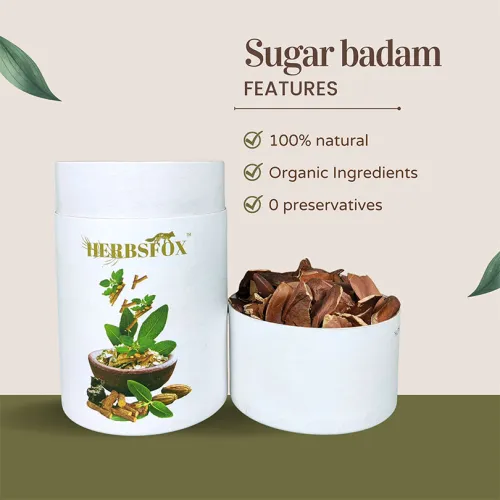 Sugar badam
FEATURES
100% natural
Organic Ingredients
0 preservatives
HERBSFOX